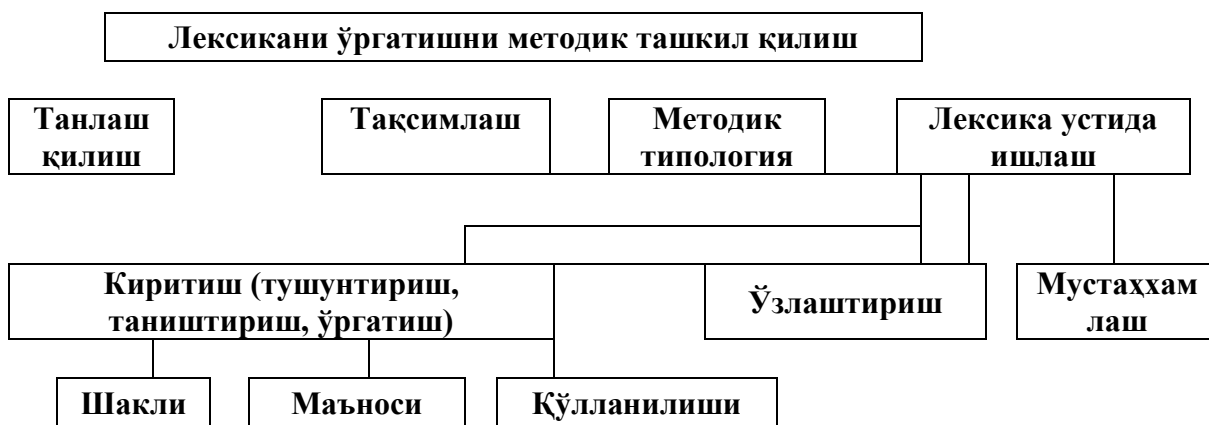 Лексикани ўргатишни методик ташкил қилиш
Танлаш
қилиш
Тақсимлаш
Методик
типология
Лексика устида
ишлаш
Киритиш (тушунтириш,
таништириш, ўргатиш)
Ўзлаштириш
Мустаҳхам
лаш
Шакли
Маъноси
Қўлланилиши